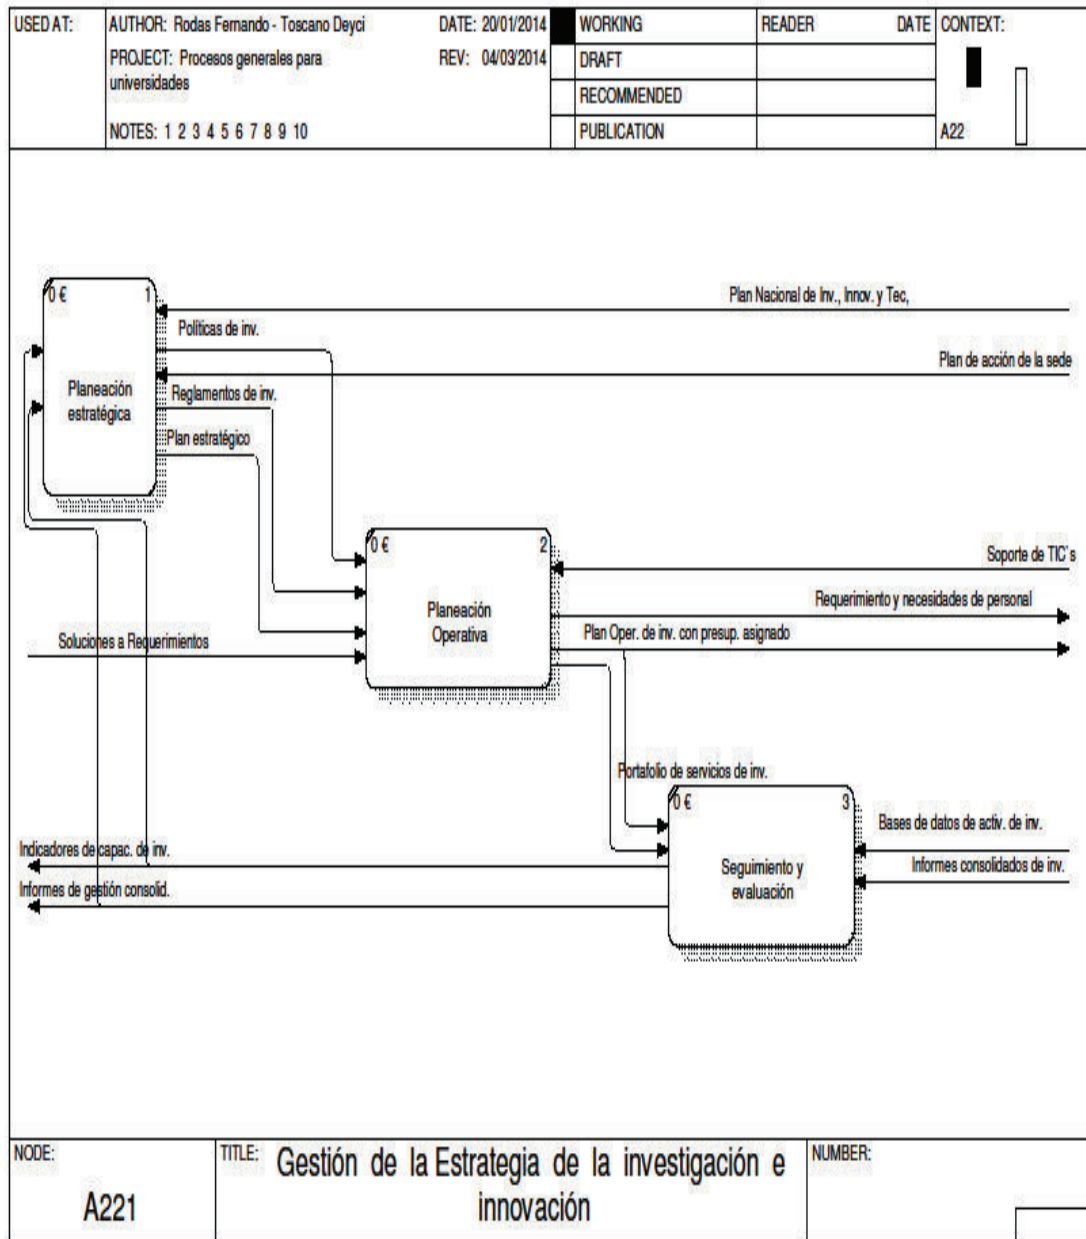 USED AT:
AUTHOR: Rodas Fernando - Toscano Deyci
DATE: 20/01/2014
PROJECT: Procesos generales para
universidades
REV: 04/03/2014
NOTES: 1 2 3 4 5 6 7 8 9 10
WORKING
DRAFT
RECOMMENDED
PUBLICATION
READER
DATE
CONTEXT:
A22
0 €
1
Planeación
estratégica
Plan Nacional de Inv., Innov. y Tec,
Políticas de inv.
Plan de acción de la sede
Reglamentos de inv.
Plan estratégico
0 €
2
Planeación
Operativa
Soporte de TIC's
Requerimiento y necesidades de personal
Plan Oper. de inv. con presup. asignado
Soluciones a Requerimientos
Portafolio de servicios de inv.
0 €
3
Seguimiento y
evaluación
Bases de datos de activ. de inv.
Informes consolidados de inv.
Indicadores de capac. de inv.
Informes de gestión consolid.
NODE:
A221
TITLE:
Gestión de la Estrategia de la investigación e
innovación
NUMBER: